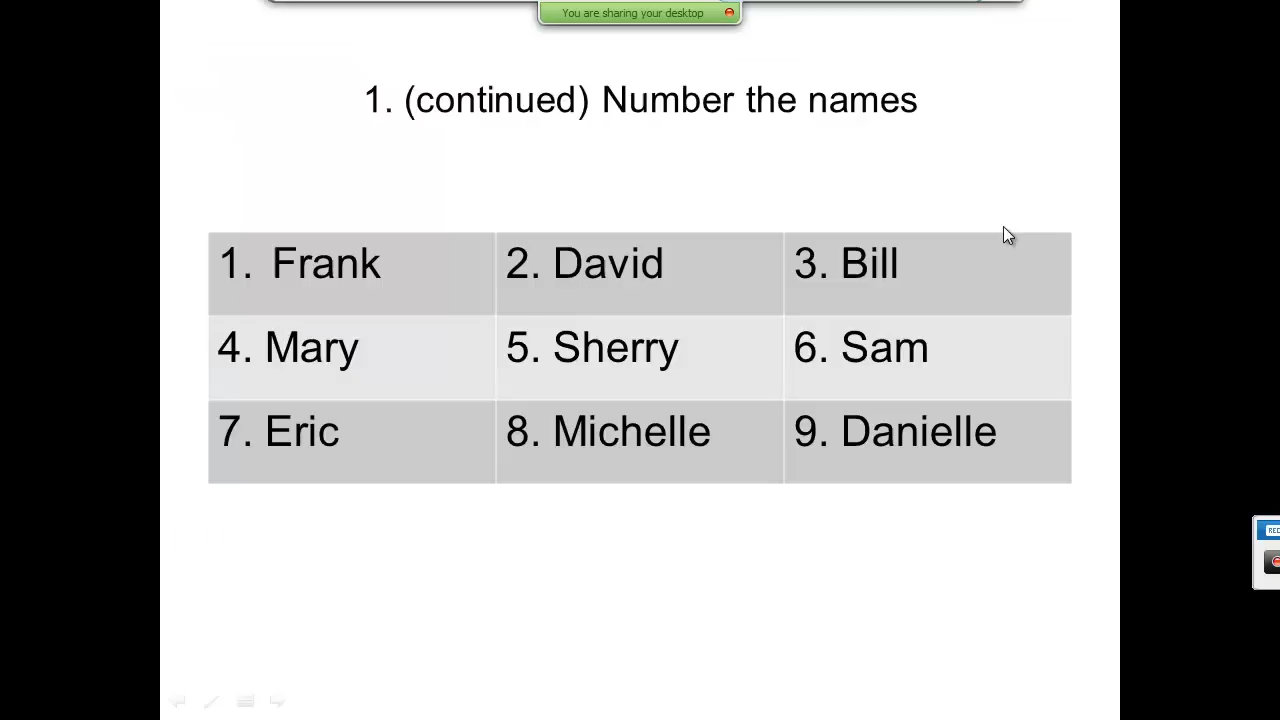 You are sharing your desktop
1. (continued) Number the names
1. Frank 2. David 3. Bill
4. Mary 5. Sherry 6. Sam
7. Eric 8. Michelle 9. Danielle